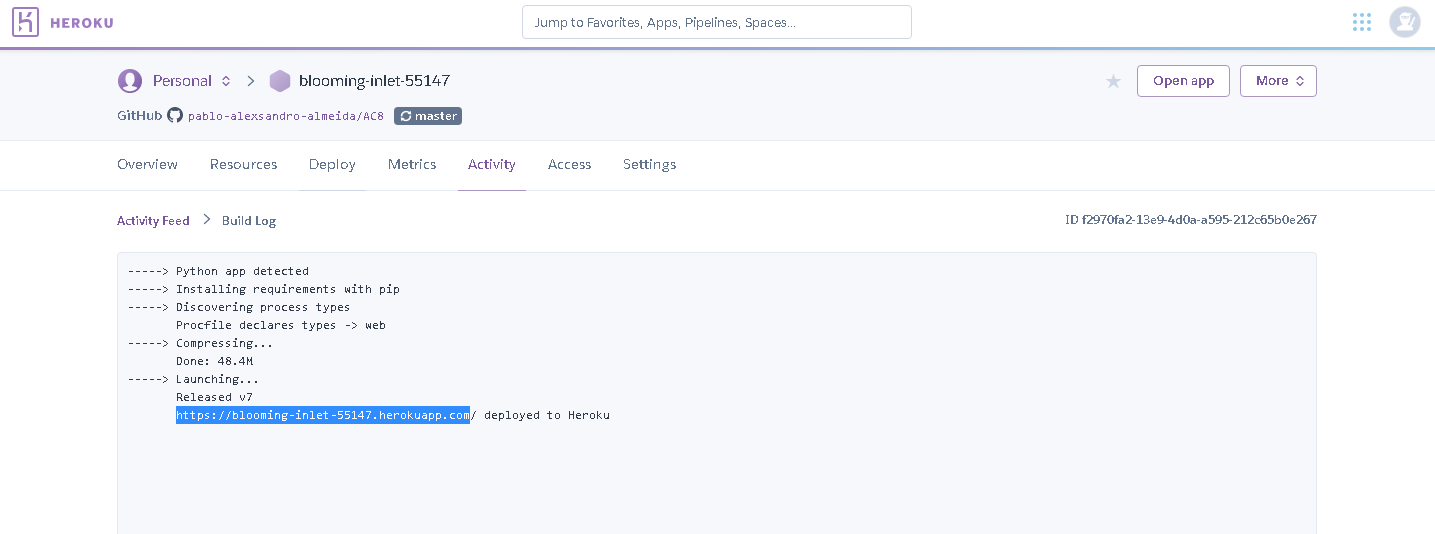 HEROKU
Jump to Favorites, Apps, Pipelines, Spaces...
Personal
blooming-inlet-55147
Open app
More
GitHub pablo-alexsandro-almeida/AC8 master
Overview Resources Deploy Metrics Activity Access Settings
Activity Feed Build Log
ID f2970fa2-13e9-4d0a-a595-212c65b0e267
-----> Python app detected
-----> Installing requirements with pip
-----> Discovering process types
Procfile declares types -> web
-----> Compressing...
Done: 48.4M
-----> Launching...
Released v7
https://blooming-inlet-55147.herokuapp.com/ deployed to Heroku